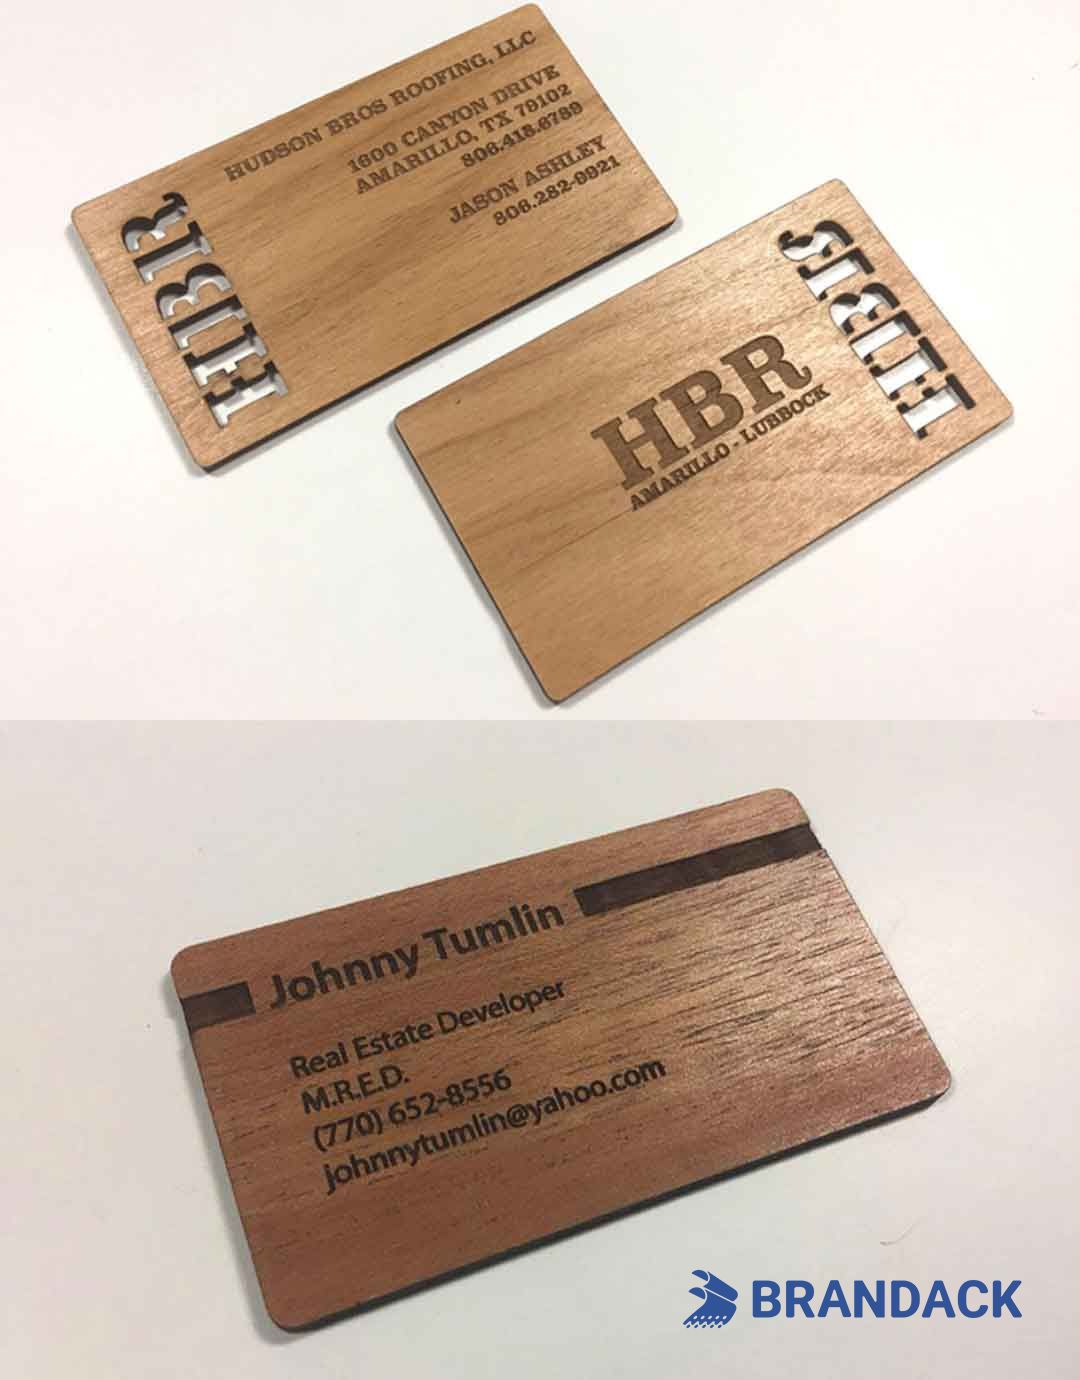 HUDSON BROS ROOFING, LLC
1600 CANYON DRIVE
AMARILLO, TX 79102
806.418.6789
JASON ASHLEY
806.282-9921
HBR
HBR
AMARILLO - LUBBOCK
HBR
Johnny Tumlin
Real Estate Developer
M.R.E.D.
(770) 652-8556
johnnytumlin@yahoo.com
BRANDACK